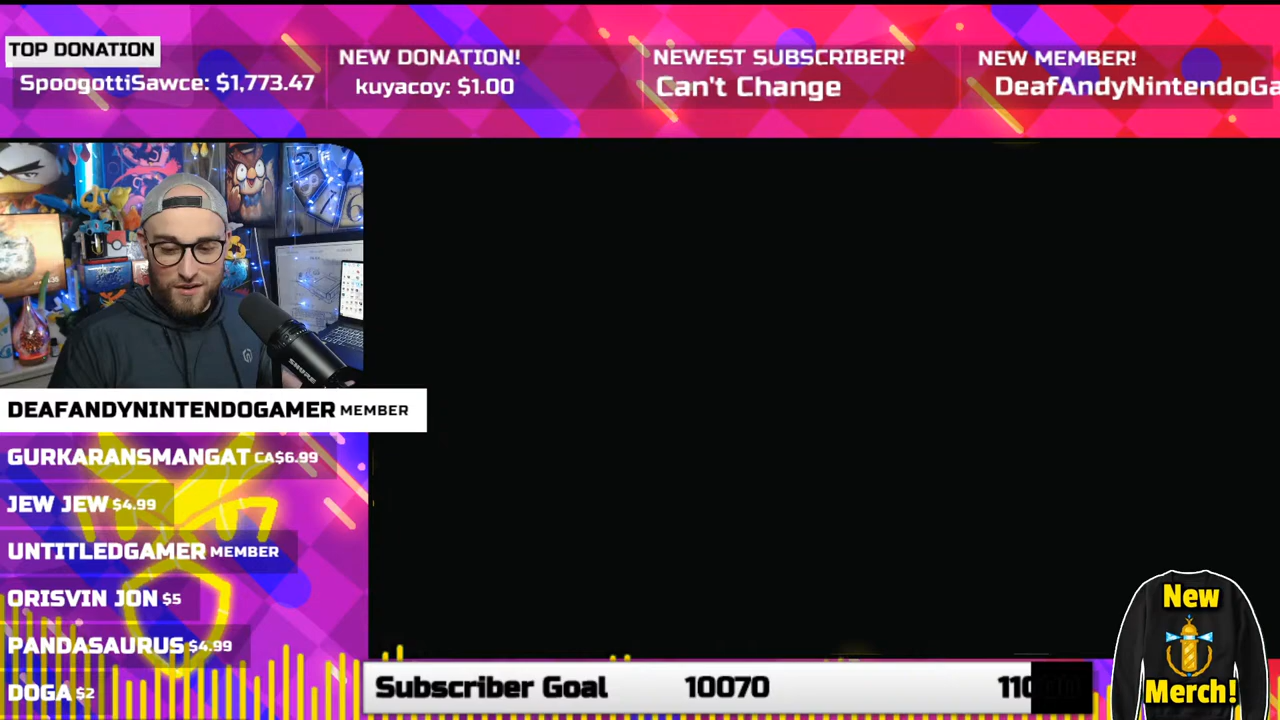 TOP DONATION
SpoogottiSawce: $1,773.47
NEW DONATION!
kuyacoy: $1.00
NEWEST SUBSCRIBER!
Can't Change
NEW MEMBER!
DeafAndyNintendoGa
SHURE
DEAFANDYNINTENDOGAMER MEMBER
GURKARANSMANGAT CA$6.99
JEW JEW $4.99
UNTITLEDGAMER MEMBER
ORISVIN JON $5
PANDASAURUS $4.99
DOGA $2
Subscriber Goal 10070
New
Merch!